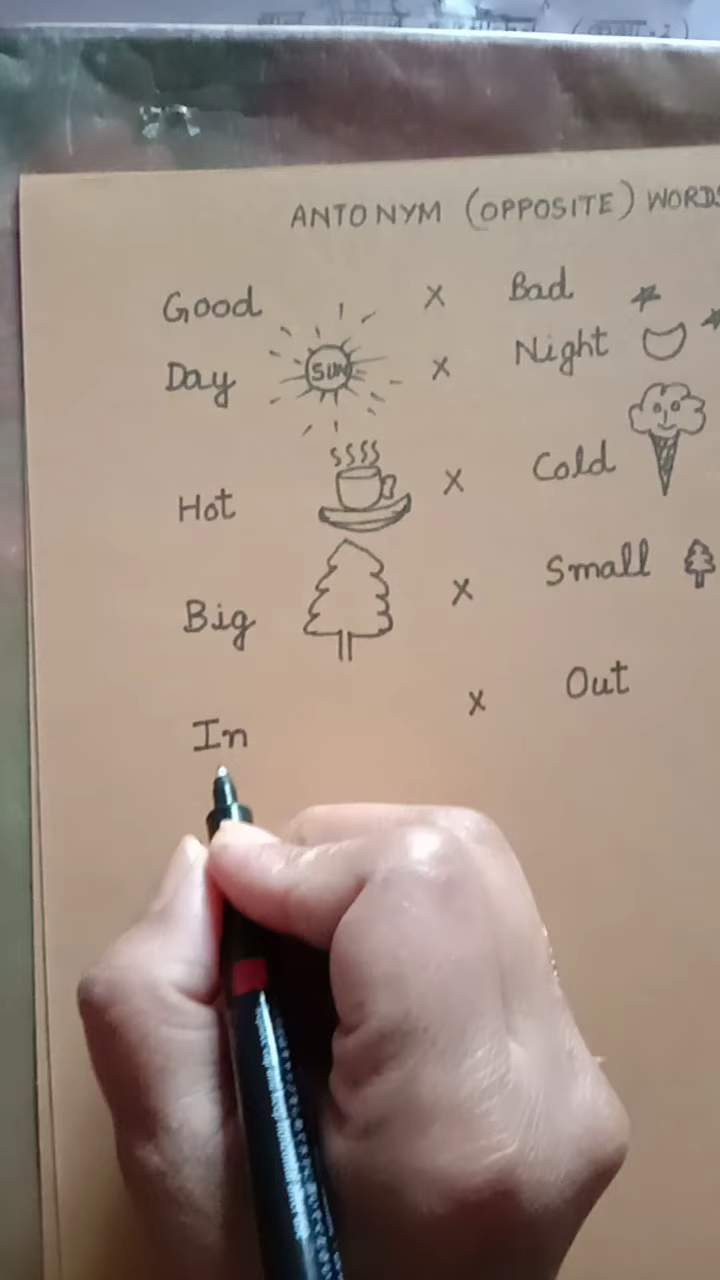 ANTONYM (OPPOSITE) WORDS
Good x Bad
Day SUN x Night
Hot x Cold
Big x Small
In x Out